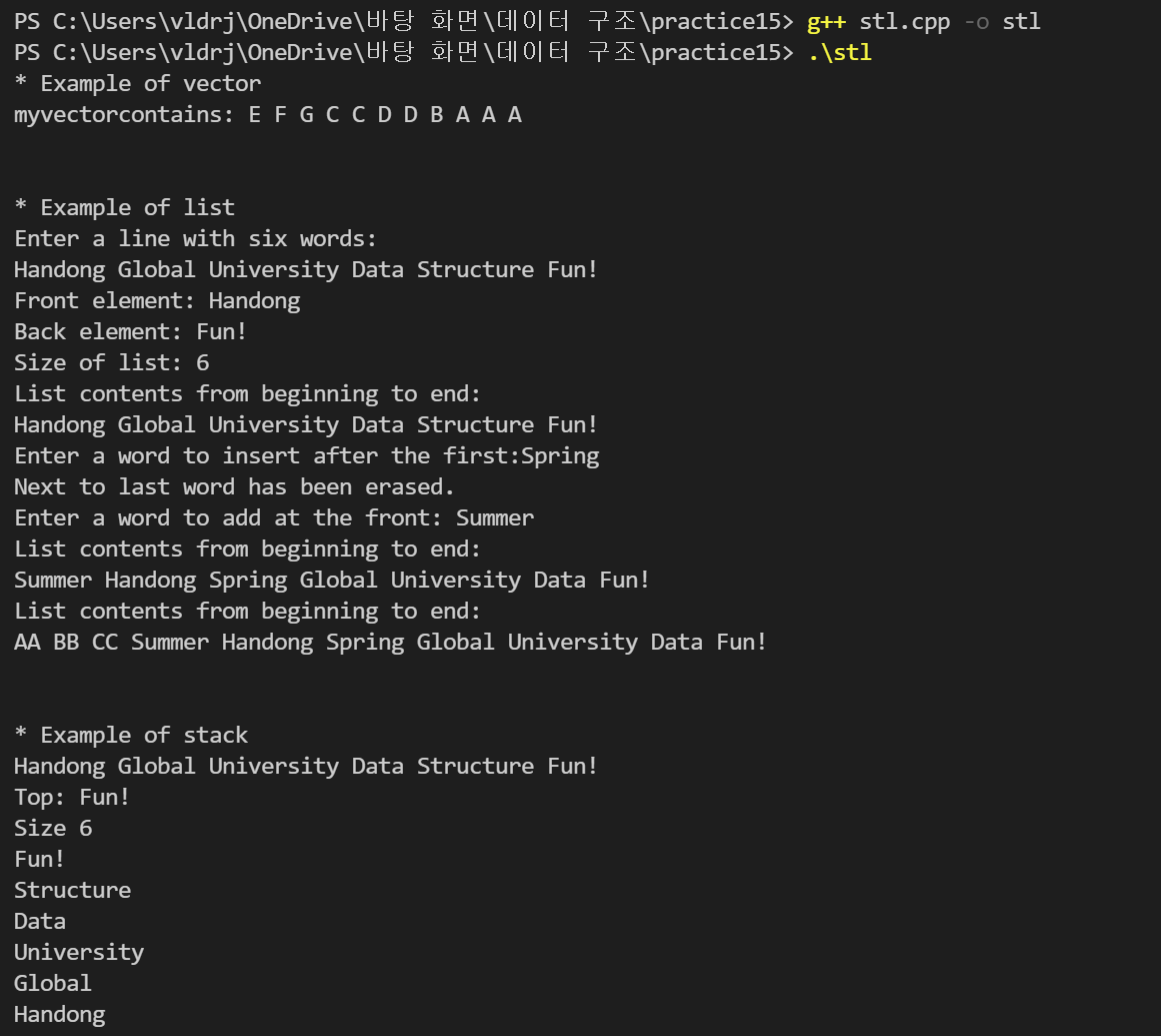 PS C:\Users\vldrj\OneDrive\바탕 화면\데이터 구조\practice15> g++ stl.cpp -o stl
PS C:\Users\vldrj\OneDrive\바탕 화면\데이터 구조\practice15> .\stl
* Example of vector
myvectorcontains: E F G C C D D B A A A
* Example of list
Enter a line with six words:
Handong Global University Data Structure Fun!
Front element: Handong
Back element: Fun!
Size of list: 6
List contents from beginning to end:
Handong Global University Data Structure Fun!
Enter a word to insert after the first:Spring
Next to last word has been erased.
Enter a word to add at the front: Summer
List contents from beginning to end:
Summer Handong Spring Global University Data Fun!
List contents from beginning to end:
AA BB CC Summer Handong Spring Global University Data Fun!
* Example of stack
Handong Global University Data Structure Fun!
Top: Fun!
Size 6
Fun!
Structure
Data
University
Global
Handong